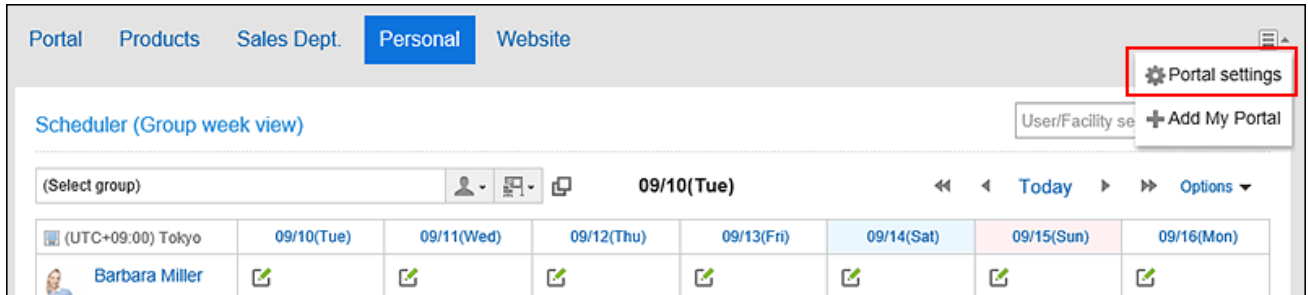 Portal Products Sales Dept. Personal Website
Portal settings
Add My Portal
Scheduler (Group week view)
User/Facility se
(Select group)
09/10(Tue)
Today
Options
(UTC+09:00) Tokyo 09/10(Tue) 09/11(Wed) 09/12(Thu) 09/13(Fri) 09/14(Sat) 09/15(Sun) 09/16(Mon)
Barbara Miller